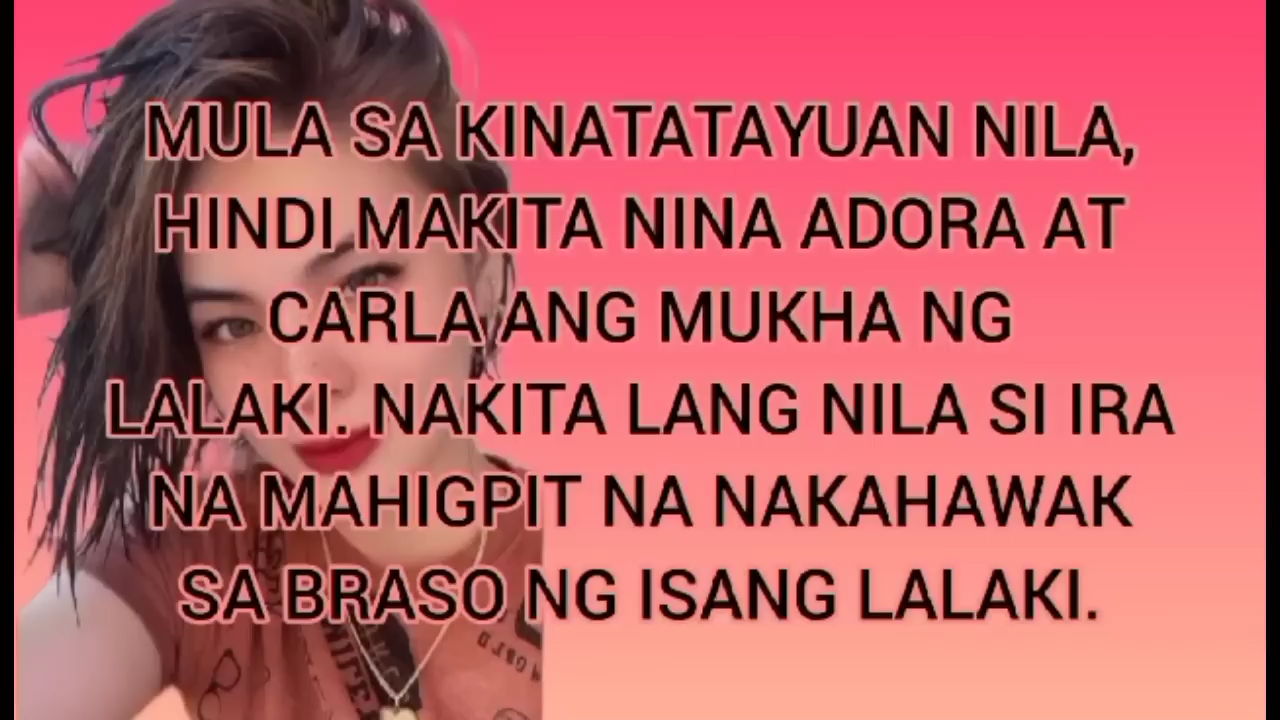 MULA SA KINATATAYUAN NILA,
HINDI MAKITA NINA ADORA AT
CARLA ANG MUKHA NG
LALAKI. NAKITA LANG NILA SI IRA
NA MAHIGPIT NA NAKAHAWAK
SA BRASO NG ISANG LALAKI.